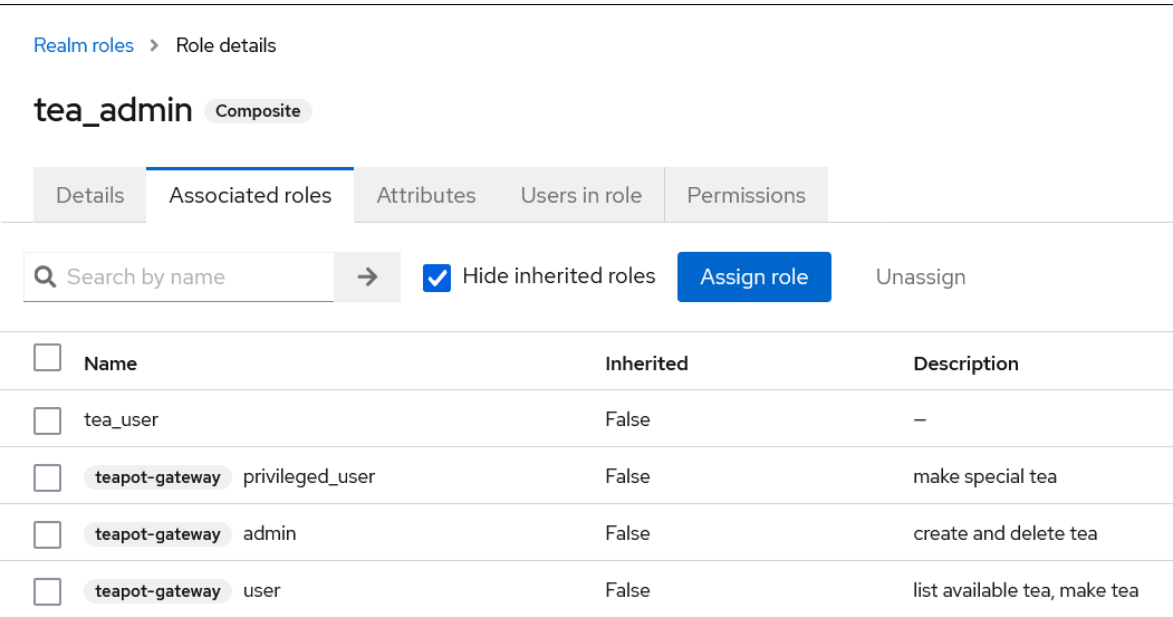 Realm roles > Role details
tea_admin Composite
Details Associated roles Attributes Users in role Permissions
Search by name Hide inherited roles Assign role Unassign
Name Inherited Description
tea_user False –
teapot-gateway privileged_user False make special tea
teapot-gateway admin False create and delete tea
teapot-gateway user False list available tea, make tea